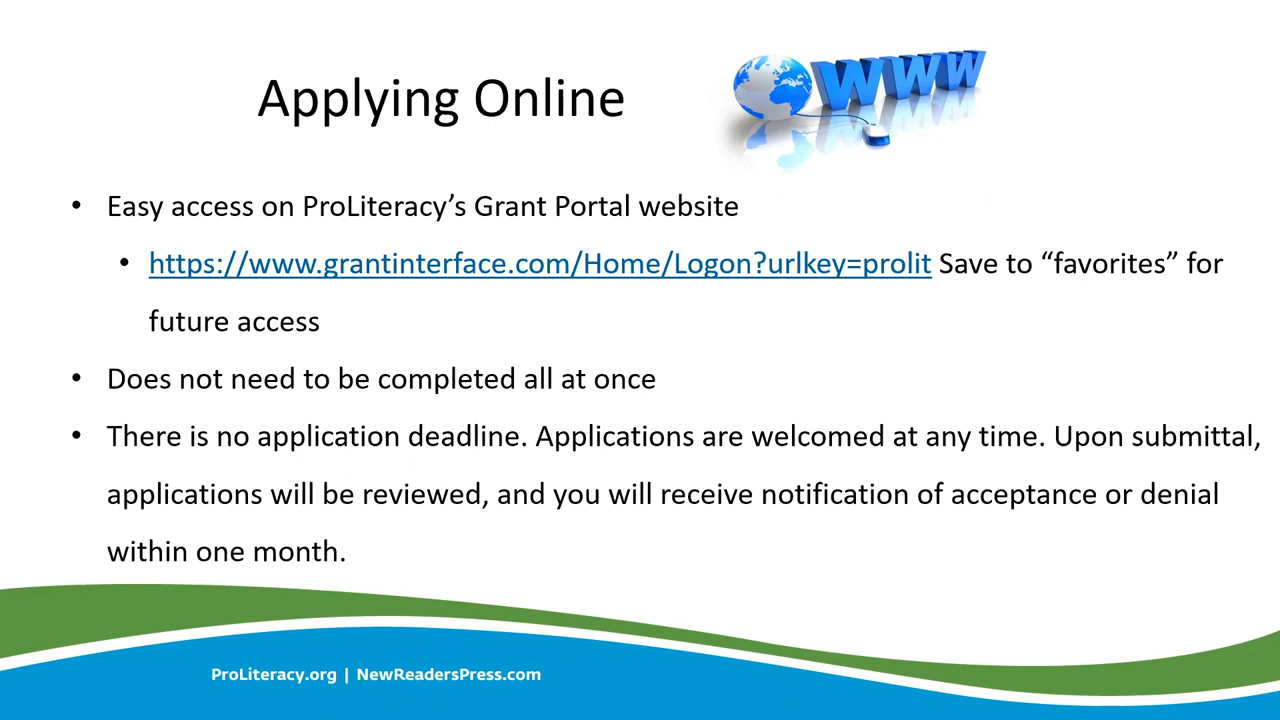 Applying Online
WWW
• Easy access on ProLiteracy’s Grant Portal website
• https://www.grantinterface.com/Home/Logon?urlkey=prolit Save to “favorites” for
future access
• Does not need to be completed all at once
• There is no application deadline. Applications are welcomed at any time. Upon submittal,
applications will be reviewed, and you will receive notification of acceptance or denial
within one month.
ProLiteracy.org | NewReadersPress.com